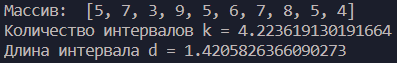 Массив:  [5, 7, 3, 9, 5, 6, 7, 8, 5, 4]
Количество интервалов k = 4.223619130191664
Длина интервала d = 1.4205826366090273